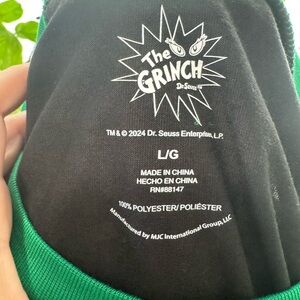 The
GRINCH
Dr. Seuss
TM & © 2024 Dr. Seuss Enterprises, L.P.
L/G
MADE IN CHINA
HECHO EN CHINA
RN#88147
100% POLYESTER/ POLIÉSTER
Manufactured by MJC International Group, LLC